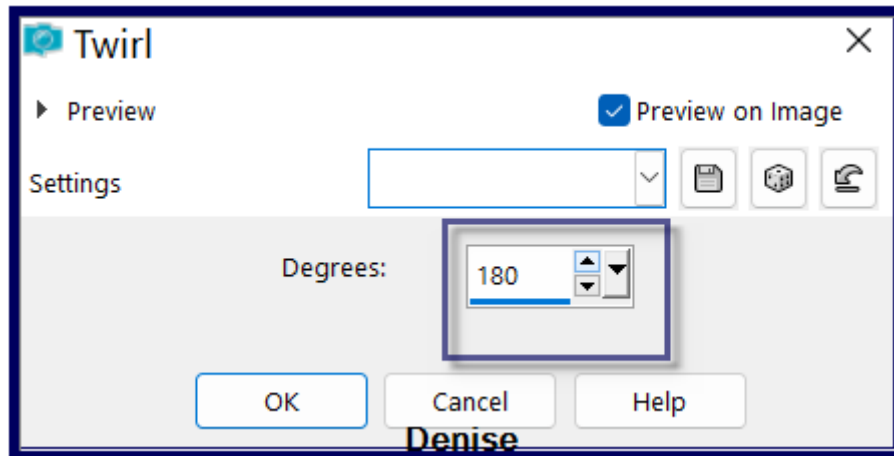 Twirl
Preview
Preview on Image
Settings
Degrees: 180
OK Cancel Help
Denise